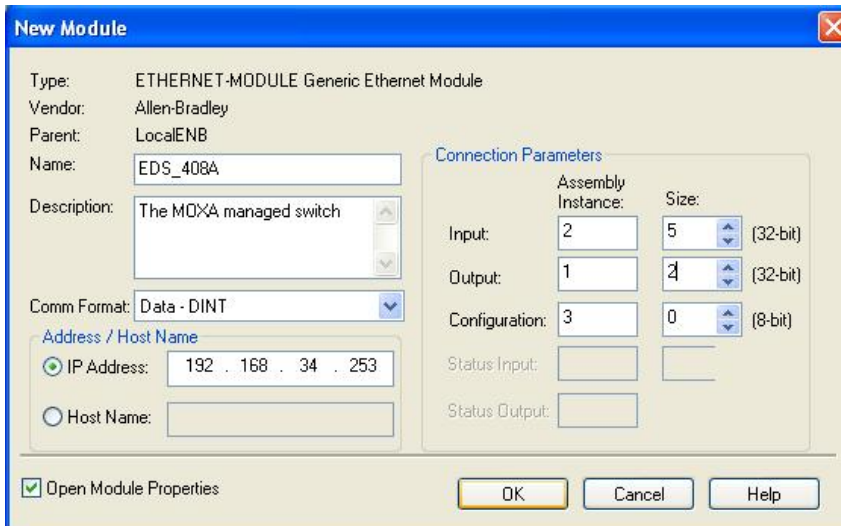 New Module
Type: ETHERNET-MODULE Generic Ethernet Module
Vendor: Allen-Bradley
Parent: LocalENB
Name: EDS_408A
Description: The MOXA managed switch
Comm Format: Data - DINT
Address / Host Name
IP Address: 192 . 168 . 34 . 253
Host Name:
Connection Parameters
Assembly
Instance: Size:
Input: 2 5 (32-bit)
Output: 1 2 (32-bit)
Configuration: 3 0 (8-bit)
Status Input:
Status Output:
Open Module Properties
OK Cancel Help